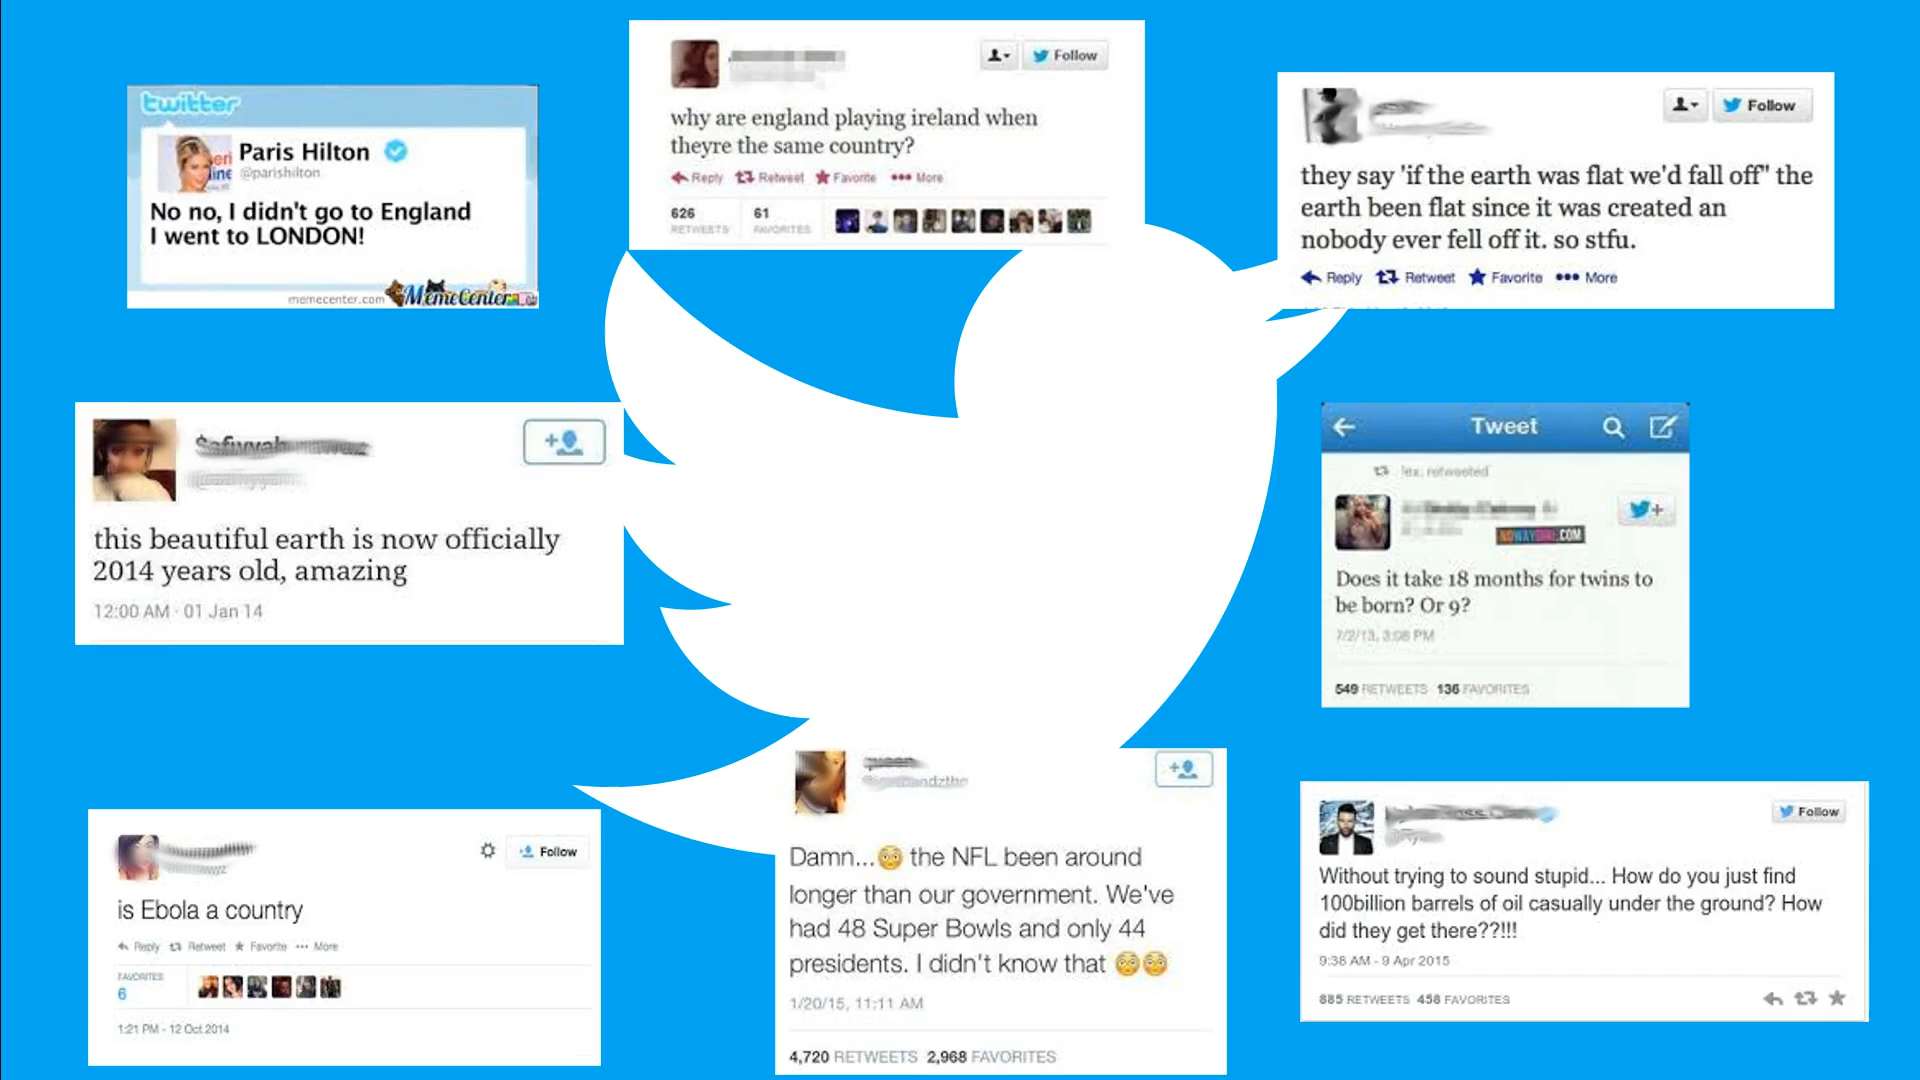 twitter
Paris Hilton
@parishilton
No no, I didn't go to England
I went to LONDON!
memecenter.com MemeCenter
Follow
why are england playing ireland when
theyre the same country?
Reply Retweet Favorite More
626 61
RETWEETS FAVORITES
Follow
they say 'if the earth was flat we'd fall off" the
earth been flat since it was created an
nobody ever fell off it. so stfu.
Reply Retweet Favorite More
this beautiful earth is now officially
2014 years old, amazing
12:00 AM · 01 Jan 14
Tweet
lex. retweeted
.COM
Does it take 18 months for twins to
be born? Or 9?
7/2/13, 3:08 PM
549 RETWEETS 136 FAVORITES
Follow
is Ebola a country
Reply Retweet Favorite More
FAVORITES
6
1:21 PM - 12 Oct 2014
Damn...😳 the NFL been around
longer than our government. We've
had 48 Super Bowls and only 44
presidents. I didn't know that 😳😳
1/20/15, 11:11 AM
4,720 RETWEETS 2,968 FAVORITES
Follow
Without trying to sound stupid... How do you just find
100billion barrels of oil casually under the ground? How
did they get there??!!!
9:38 AM - 9 Apr 2015
885 RETWEETS 458 FAVORITES